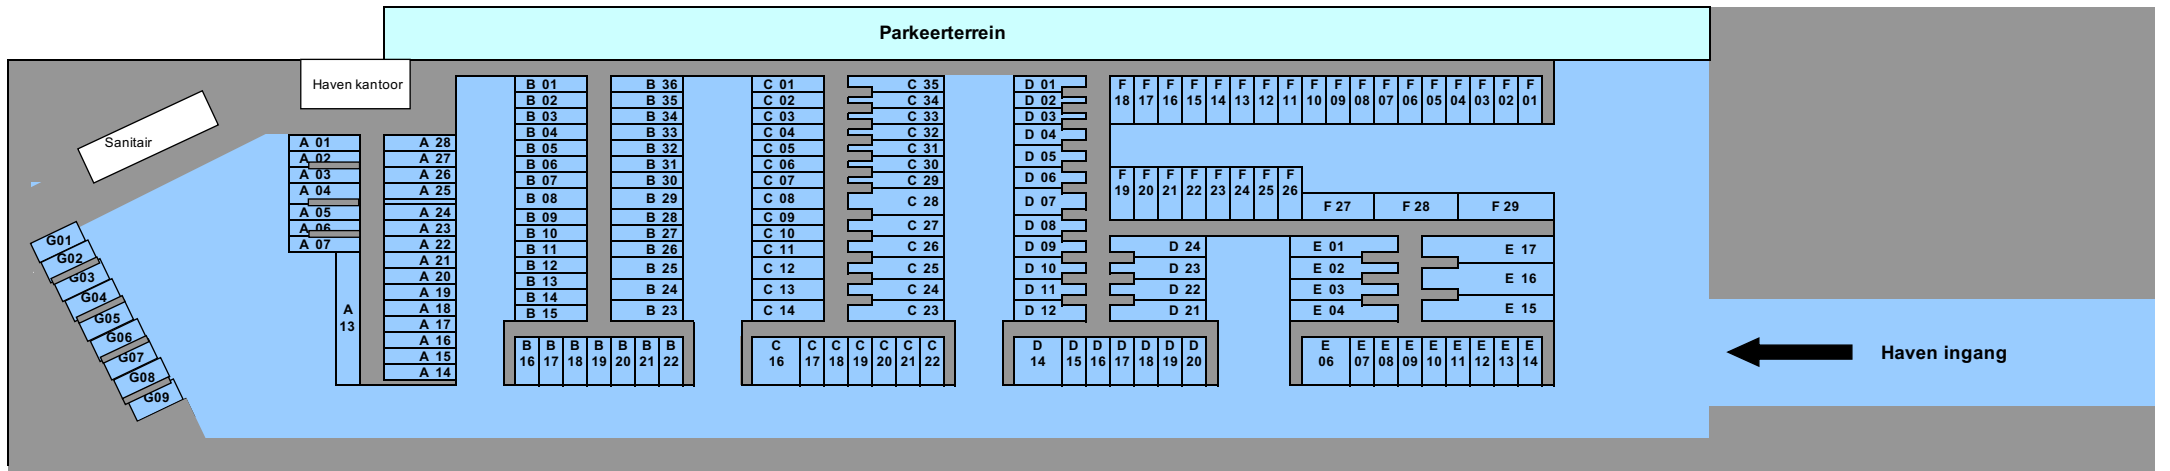 Parkeerterrein
Haven kantoor
Sanitair
Haven ingang
A 01
A 02
A 03
A 04
A 05
A 06
A 07
A
13
A 28
A 27
A 26
A 25
A 24
A 23
A 22
A 21
A 20
A 19
A 18
A 17
A 16
A 15
A 14
B 01
B 02
B 03
B 04
B 05
B 06
B 07
B 08
B 09
B 10
B 11
B 12
B 13
B 14
B 15
B B B B B B B
16 17 18 19 20 21 22
B 36
B 35
B 34
B 33
B 32
B 31
B 30
B 29
B 28
B 27
B 26
B 25
B 24
B 23
C 01
C 02
C 03
C 04
C 05
C 06
C 07
C 08
C 09
C 10
C 11
C 12
C 13
C 14
C C C C C C C
16 17 18 19 20 21 22
C 35
C 34
C 33
C 32
C 31
C 30
C 29
C 28
C 27
C 26
C 25
C 24
C 23
D 01
D 02
D 03
D 04
D 05
D 06
D 07
D 08
D 09
D 10
D 11
D 12
D D D D D D D
14 15 16 17 18 19 20
D 24
D 23
D 22
D 21
F F F F F F F F F F F F F F F F F F
18 17 16 15 14 13 12 11 10 09 08 07 06 05 04 03 02 01
F F F F F F F F
19 20 21 22 23 24 25 26
F 27 F 28 F 29
E 01
E 02
E 03
E 04
E 17
E 16
E 15
E E E E E E E E E
06 07 08 09 10 11 12 13 14
G01
G02
G03
G04
G05
G06
G07
G08
G09